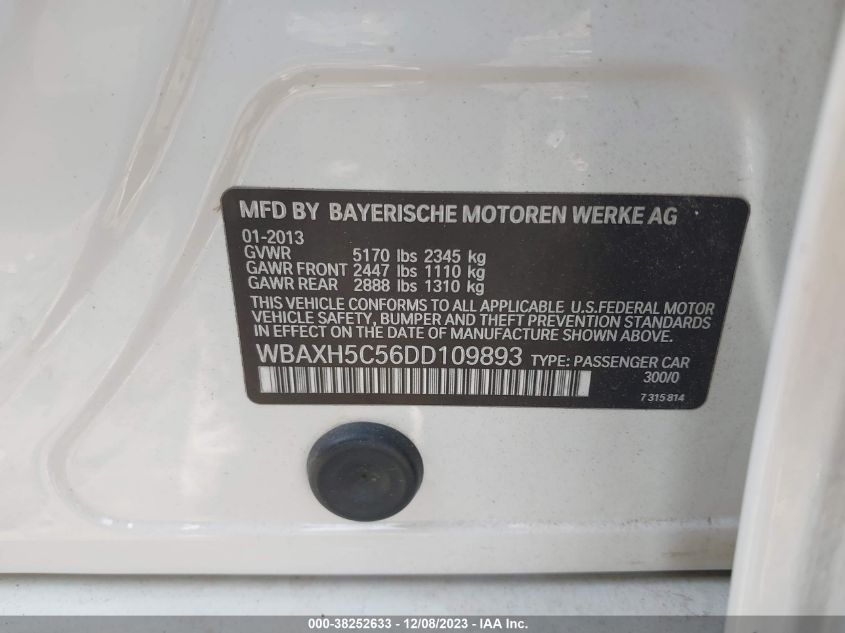 MFD BY BAYERISCHE MOTOREN WERKE AG
01-2013
GVWR 5170 lbs 2345 kg
GAWR FRONT 2447 lbs 1110 kg
GAWR REAR 2888 lbs 1310 kg
THIS VEHICLE CONFORMS TO ALL APPLICABLE U.S.FEDERAL MOTOR
VEHICLE SAFETY, BUMPER AND THEFT PREVENTION STANDARDS
IN EFFECT ON THE DATE OF MANUFACTURE SHOWN ABOVE.
WBAXH5C56DD109893 TYPE: PASSENGER CAR
300/0
7 315 814
000-38252633 - 12/08/2023 - IAA Inc.